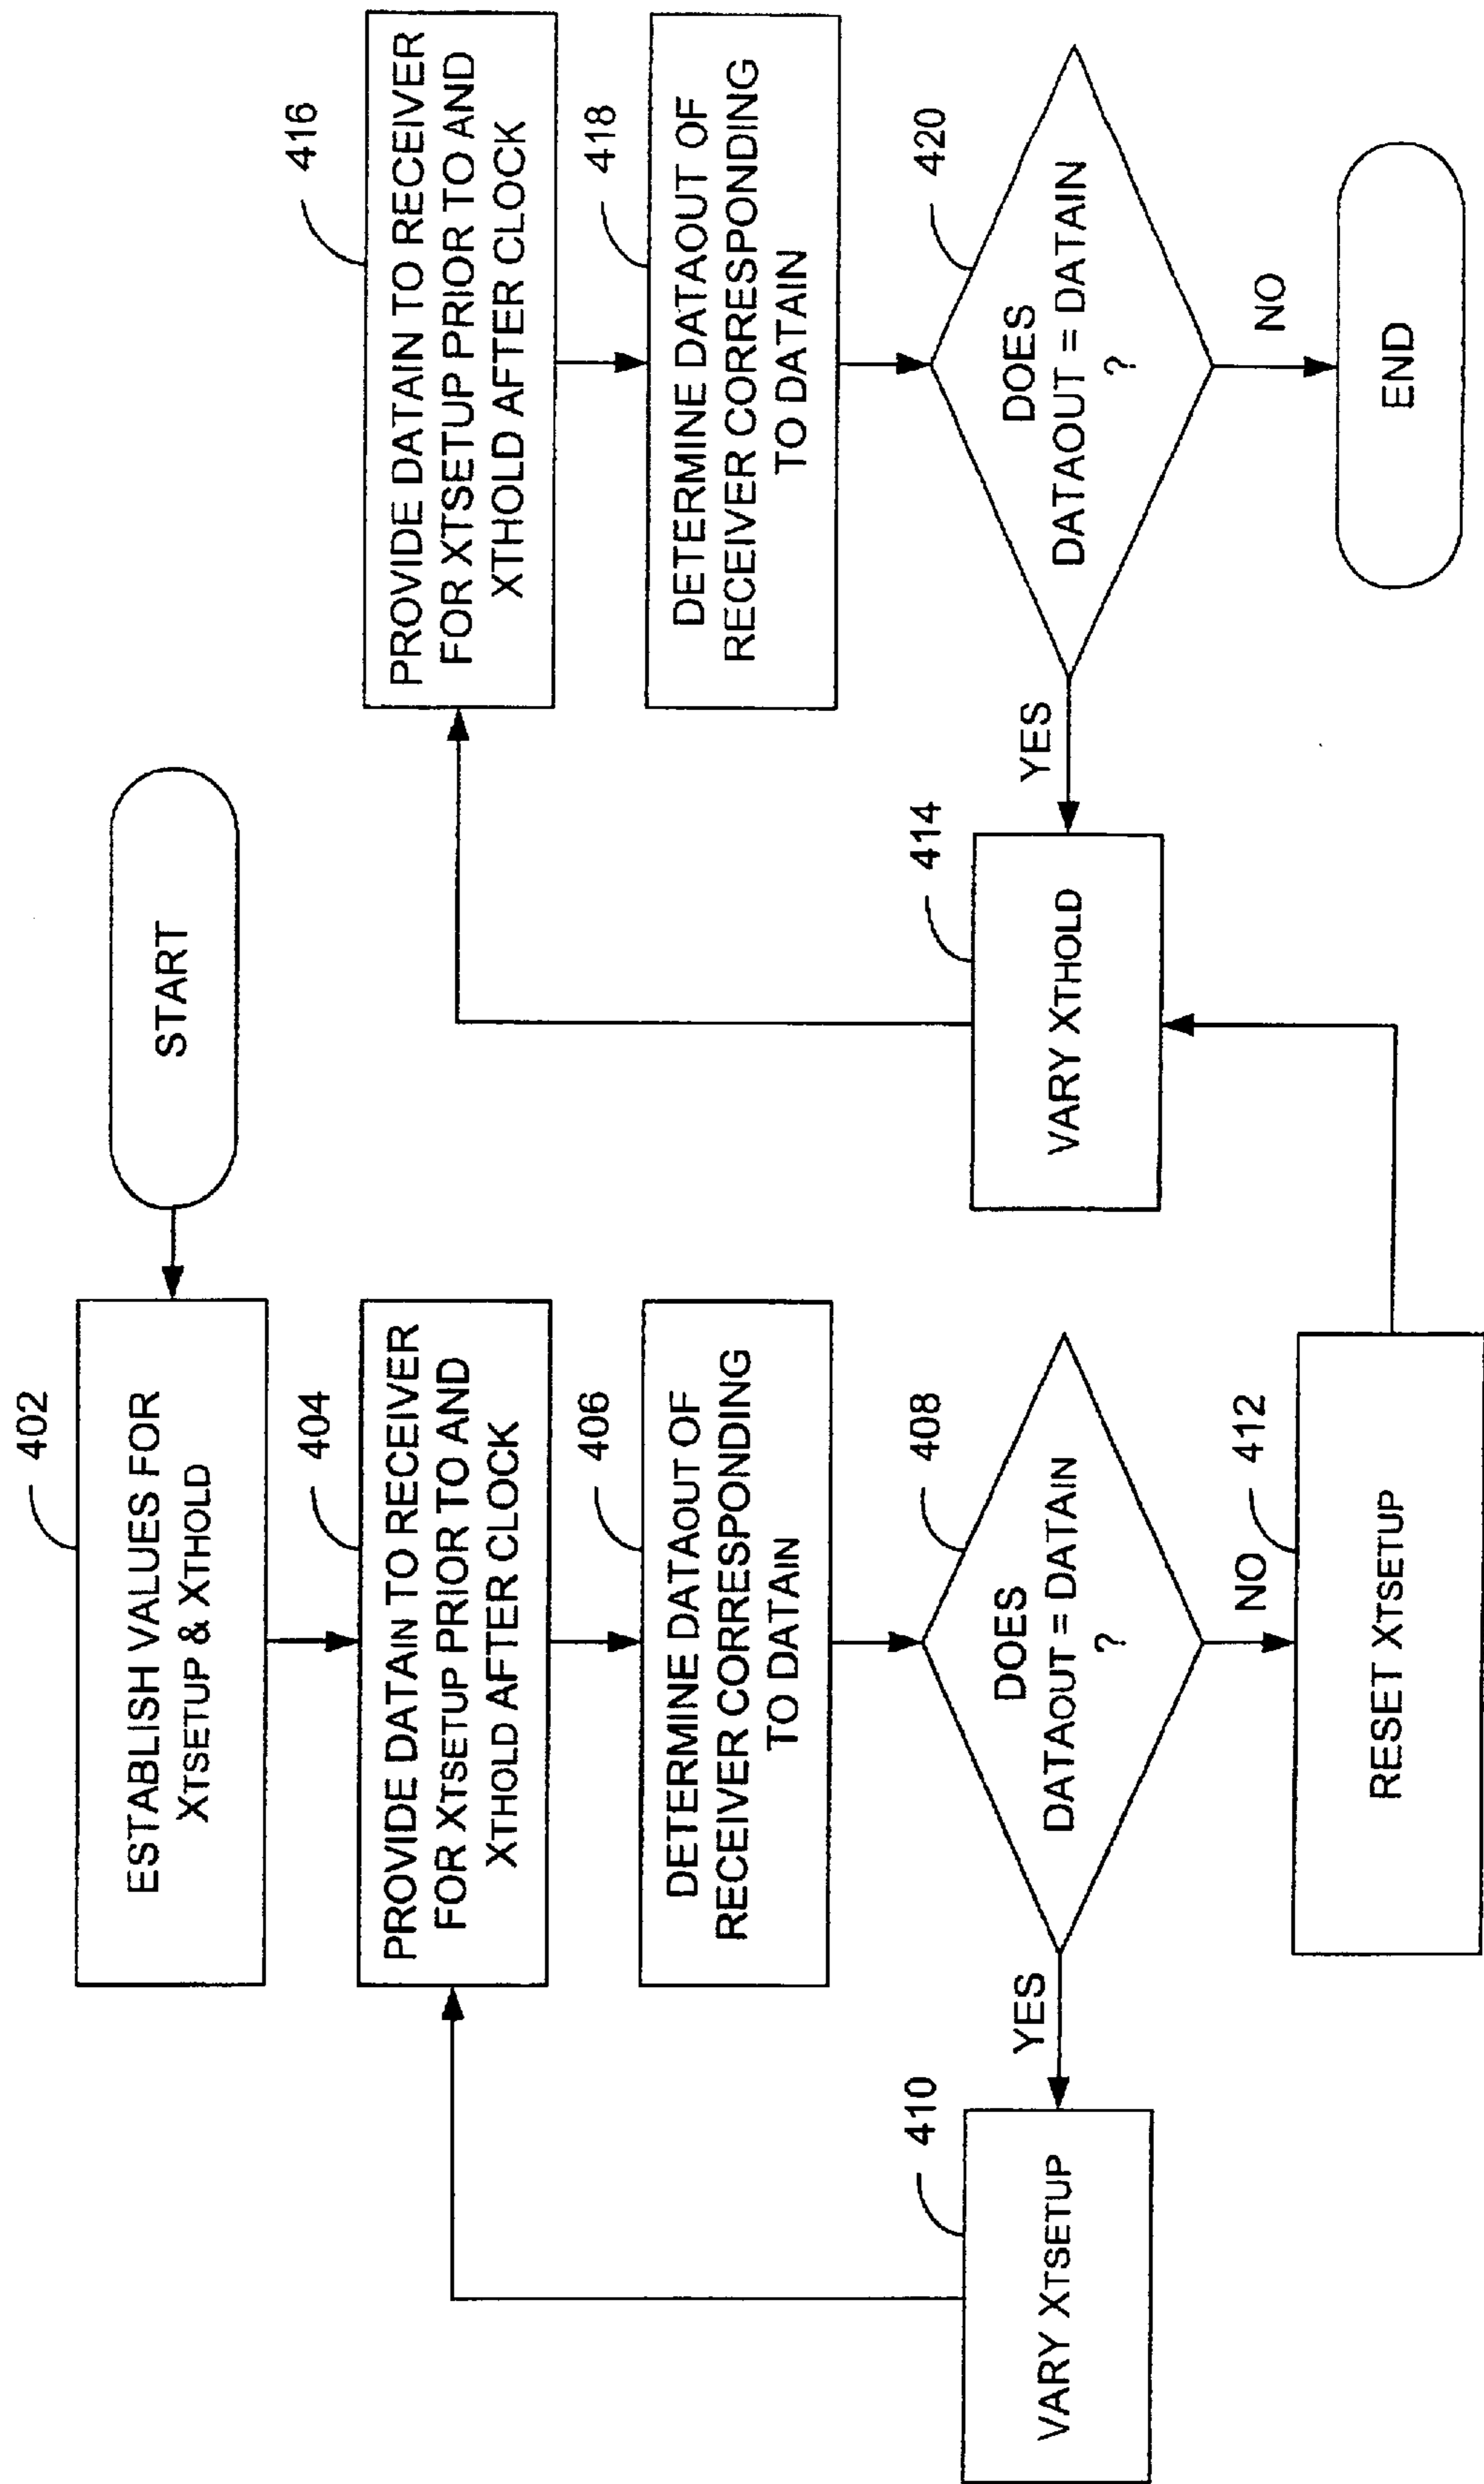 START
402
ESTABLISH VALUES FOR
XTSETUP & XTHOLD
404
PROVIDE DATAIN TO RECEIVER
FOR XTSETUP PRIOR TO AND
XTHOLD AFTER CLOCK
406
DETERMINE DATAOUT OF
RECEIVER CORRESPONDING
TO DATAIN
408
DOES
DATAOUT = DATAIN
?
YES
NO
410
VARY XTSETUP
412
RESET XTSETUP
414
VARY XTHOLD
416
PROVIDE DATAIN TO RECEIVER
FOR XTSETUP PRIOR TO AND
XTHOLD AFTER CLOCK
418
DETERMINE DATAOUT OF
RECEIVER CORRESPONDING
TO DATAIN
420
DOES
DATAOUT = DATAIN
?
YES
NO
END